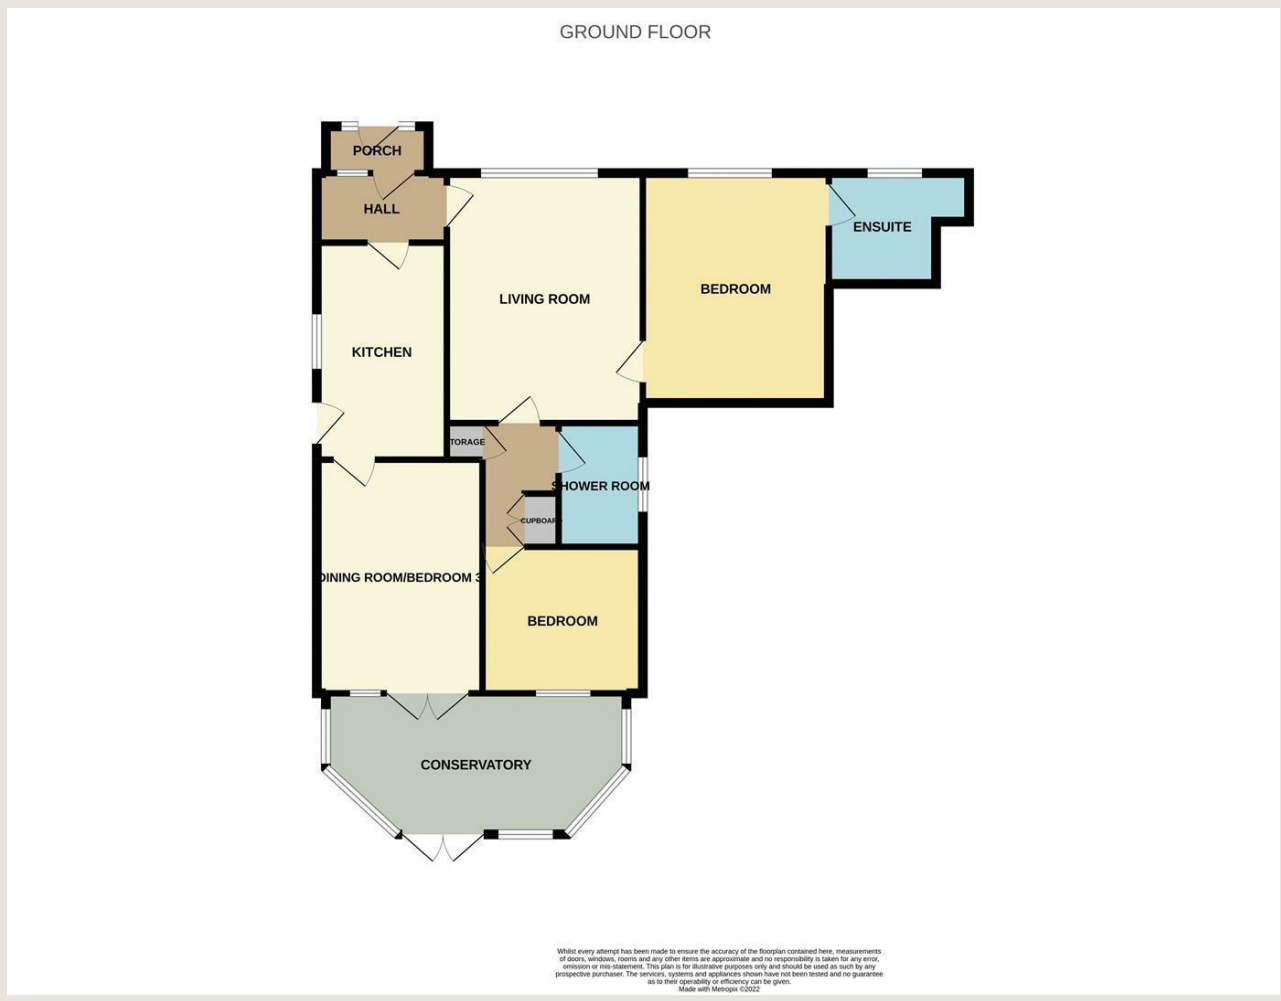 GROUND FLOOR
PORCH
HALL
LIVING ROOM
BEDROOM
ENSUITE
KITCHEN
TORAGE
SHOWER ROOM
CUPBOARD
DINING ROOM/BEDROOM 3
BEDROOM
CONSERVATORY
Whilst every attempt has been made to ensure the accuracy of the floorplan contained here, measurements
of doors, windows, rooms and any other items are approximate and no responsibility is taken for any error,
omission or mis-statement. This plan is for illustrative purposes only and should be used as such by any
prospective purchaser. The services, systems and appliances shown have not been tested and no guarantee
as to their operability or efficiency can be given.
Made with Metropix ©2022